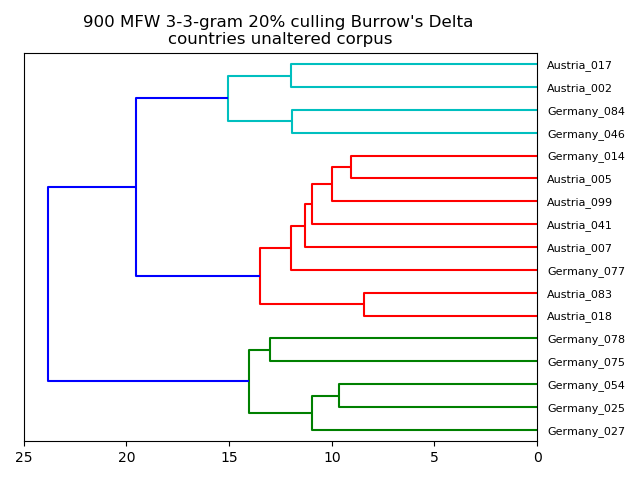 900 MFW 3-3-gram 20% culling Burrow's Delta
countries unaltered corpus
Austria_017
Austria_002
Germany_084
Germany_046
Germany_014
Austria_005
Austria_099
Austria_041
Austria_007
Germany_077
Austria_083
Austria_018
Germany_078
Germany_075
Germany_054
Germany_025
Germany_027
25 20 15 10 5 0